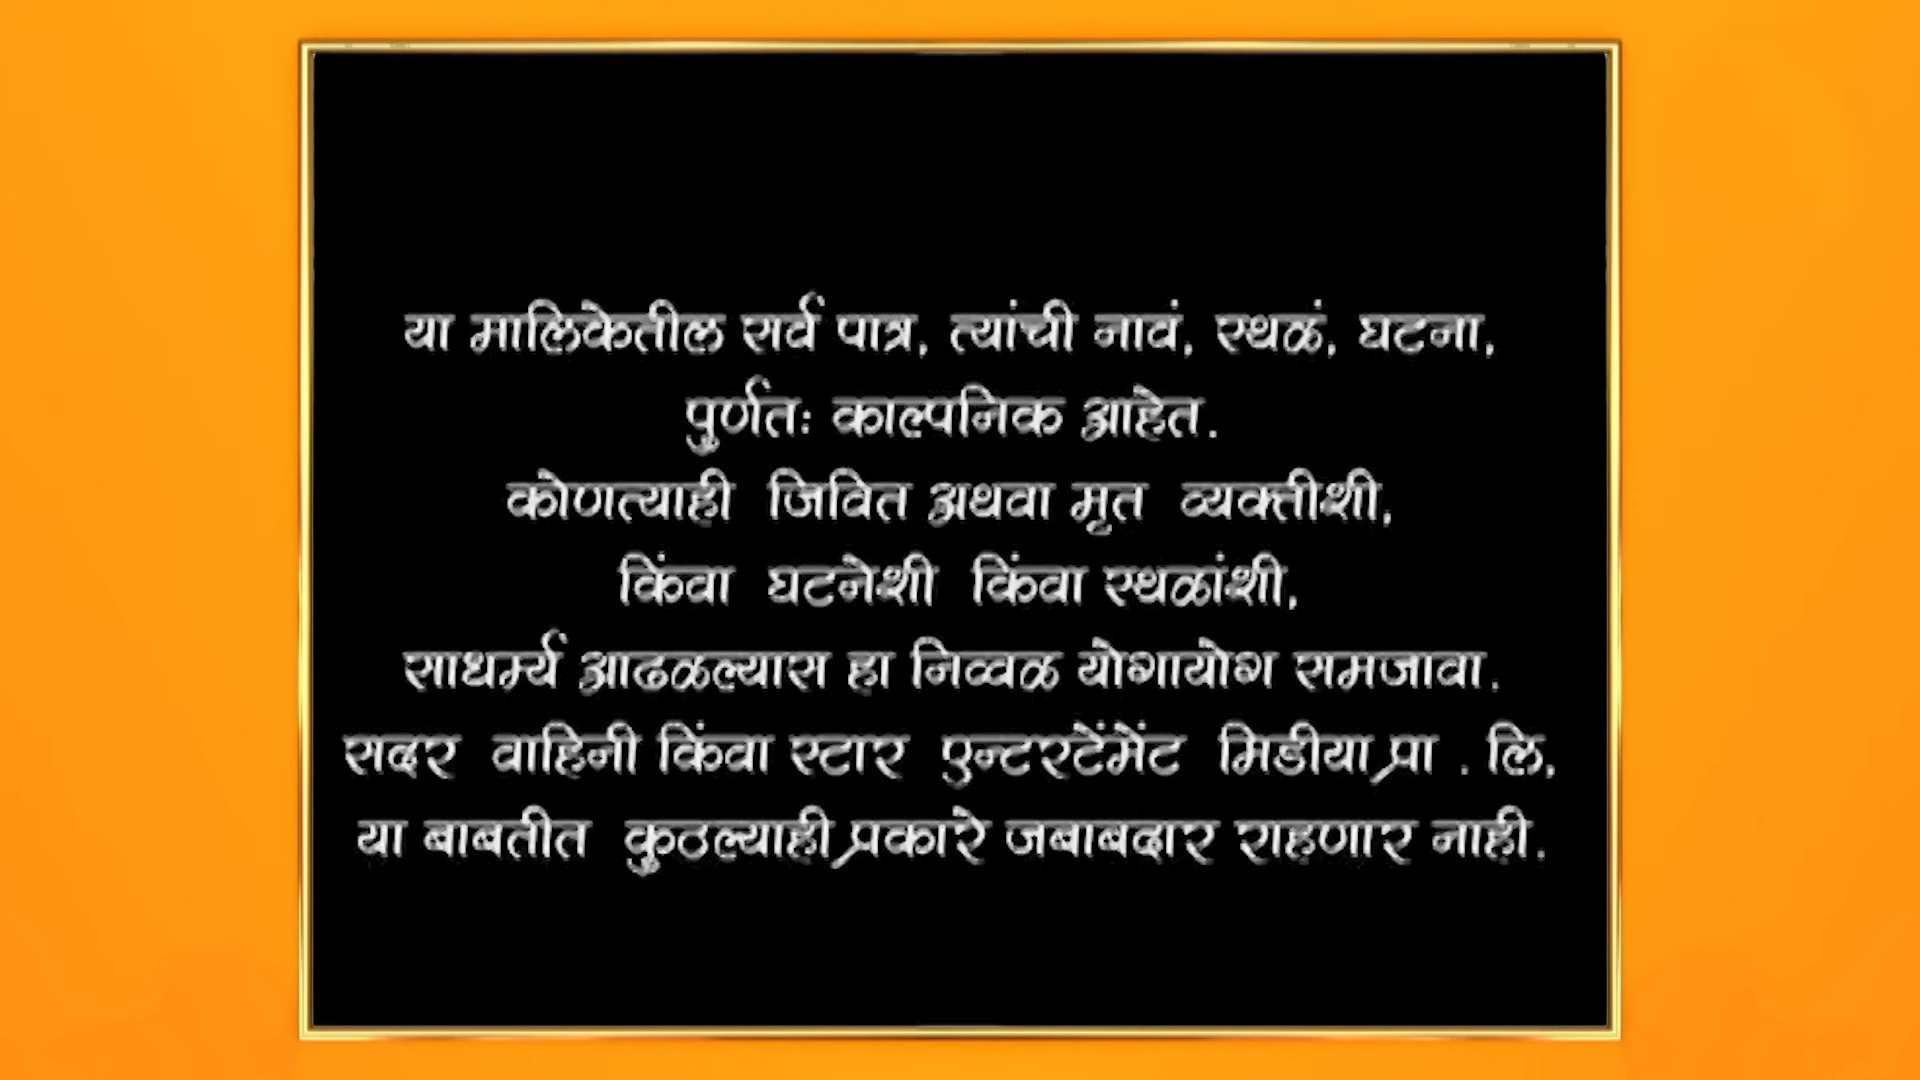 या मालिकेतील सर्व पात्र, त्यांची नावं, स्थळं, घटना,
पुर्णतः काल्पनिक आहेत.
कोणत्याही जिवित अथवा मृत व्यक्तीशी,
किंवा घटनेशी किंवा स्थळांशी,
साधर्म्य आढळल्यास हा निव्वळ योगायोग समजावा.
सदर वाहिनी किंवा स्टार एन्टरटेंमेंट मिडीया प्रा . लि.
या बाबतीत कुठल्याही प्रकारे जबाबदार राहणार नाही.